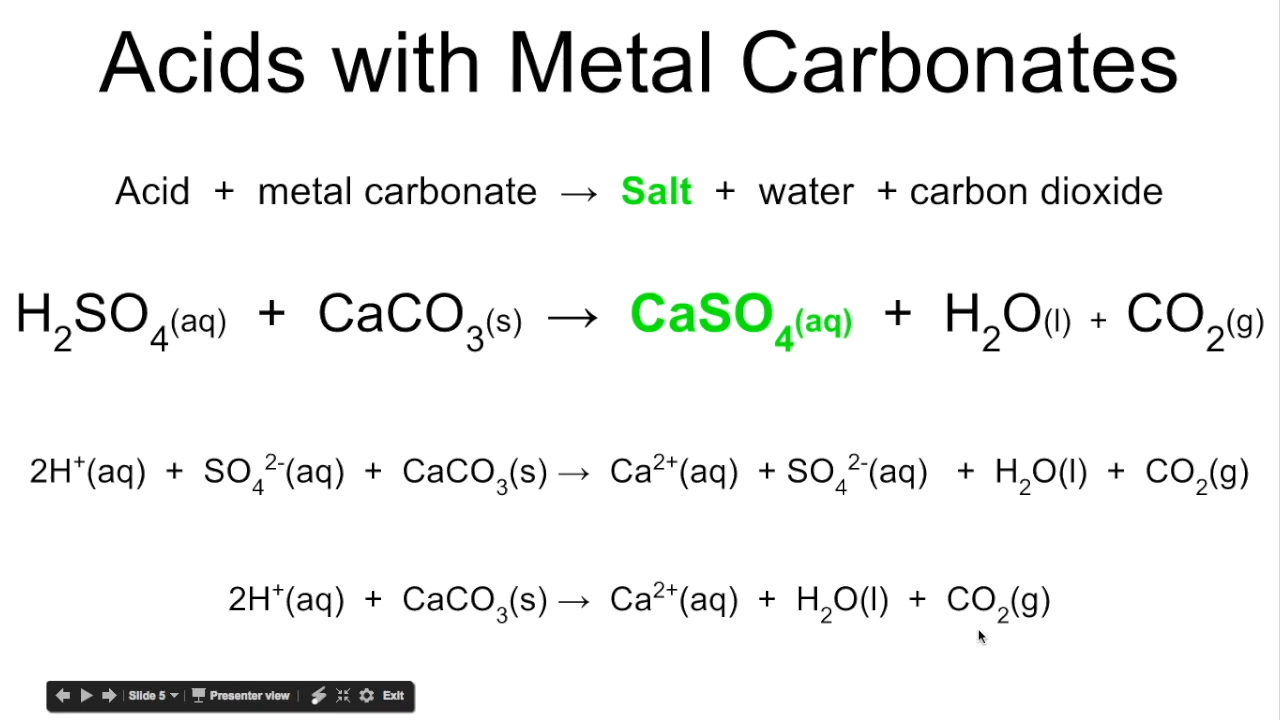 Acids with Metal Carbonates
Acid + metal carbonate → Salt + water + carbon dioxide
H₂SO₄(aq) + CaCO₃(s) → CaSO₄(aq) + H₂O(l) + CO₂(g)
2H⁺(aq) + SO₄²⁻(aq) + CaCO₃(s) → Ca²⁺(aq) + SO₄²⁻(aq) + H₂O(l) + CO₂(g)
2H⁺(aq) + CaCO₃(s) → Ca²⁺(aq) + H₂O(l) + CO₂(g)
Slide 5 Presenter view Exit